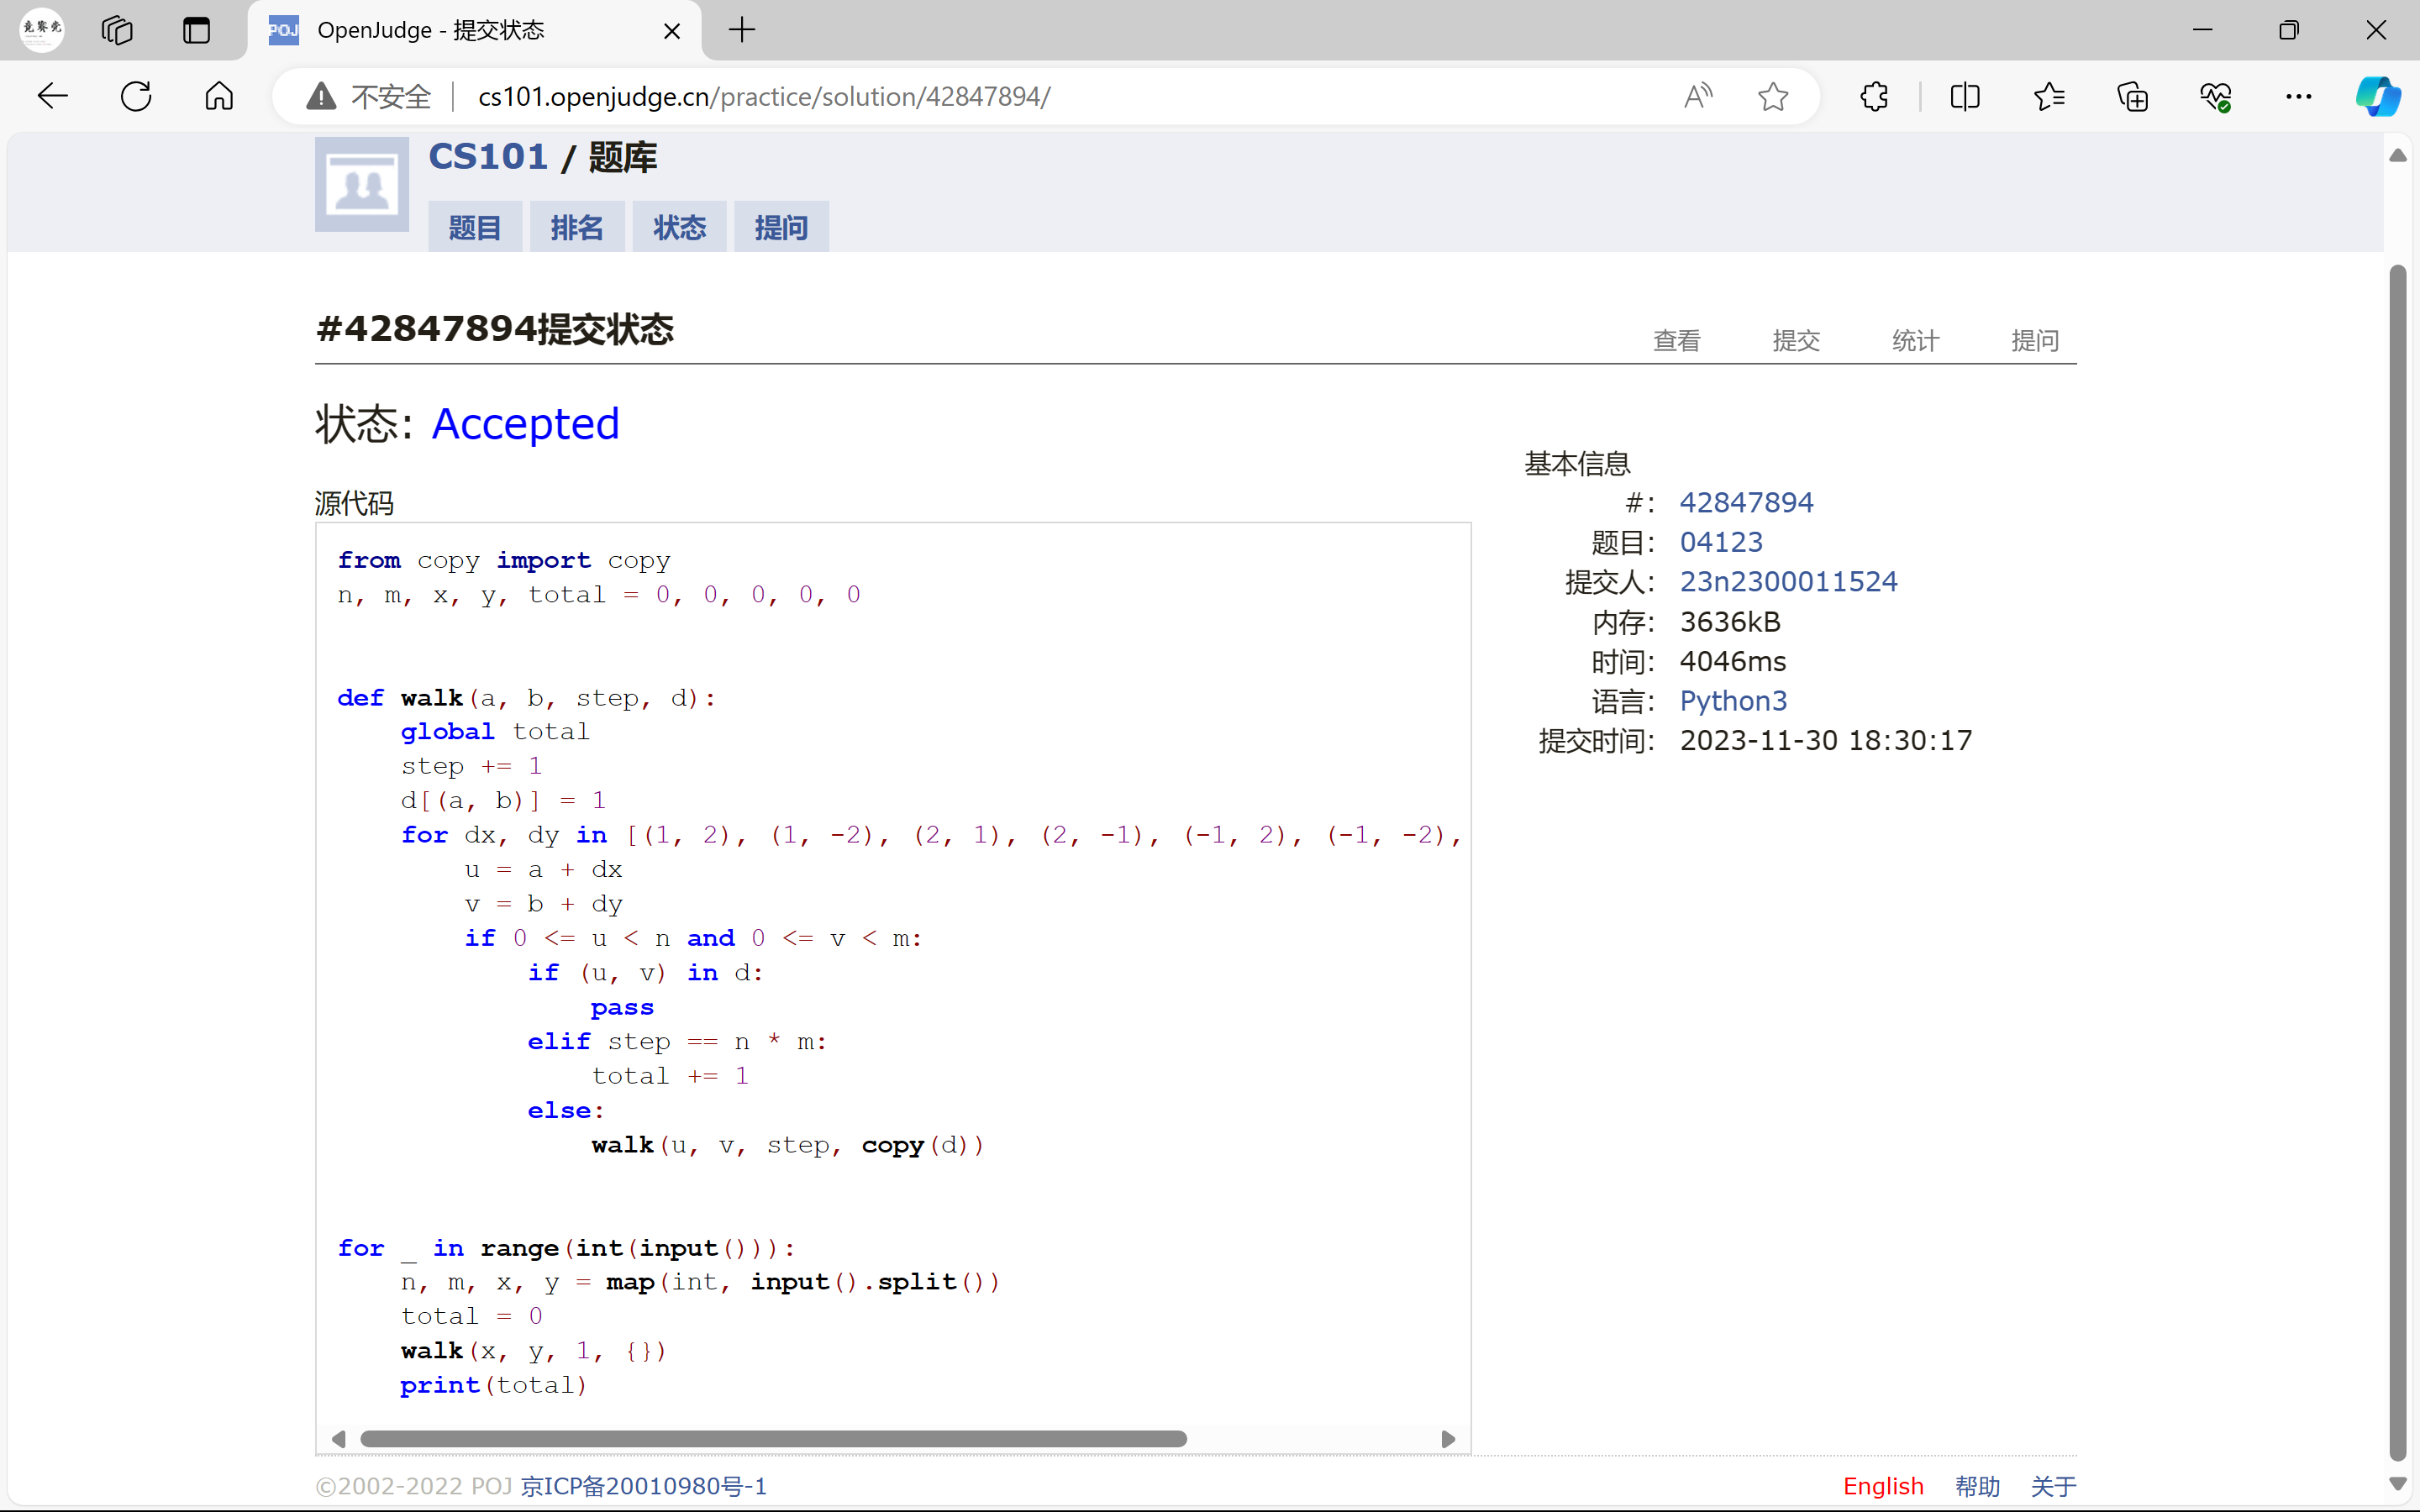 竞赛党
POJ OpenJudge - 提交状态
不安全 cs101.openjudge.cn/practice/solution/42847894/
CS101 / 题库
题目 排名 状态 提问
#42847894提交状态
查看 提交 统计 提问
状态: Accepted
源代码
from copy import copy
n, m, x, y, total = 0, 0, 0, 0, 0
def walk(a, b, step, d):
    global total
    step += 1
    d[(a, b)] = 1
    for dx, dy in [(1, 2), (1, -2), (2, 1), (2, -1), (-1, 2), (-1, -2),
        u = a + dx
        v = b + dy
        if 0 <= u < n and 0 <= v < m:
            if (u, v) in d:
                pass
            elif step == n * m:
                total += 1
            else:
                walk(u, v, step, copy(d))
for _ in range(int(input())):
    n, m, x, y = map(int, input().split())
    total = 0
    walk(x, y, 1, {})
    print(total)
基本信息
#: 42847894
题目: 04123
提交人: 23n2300011524
内存: 3636kB
时间: 4046ms
语言: Python3
提交时间: 2023-11-30 18:30:17
©2002-2022 POJ 京ICP备20010980号-1
English 帮助 关于